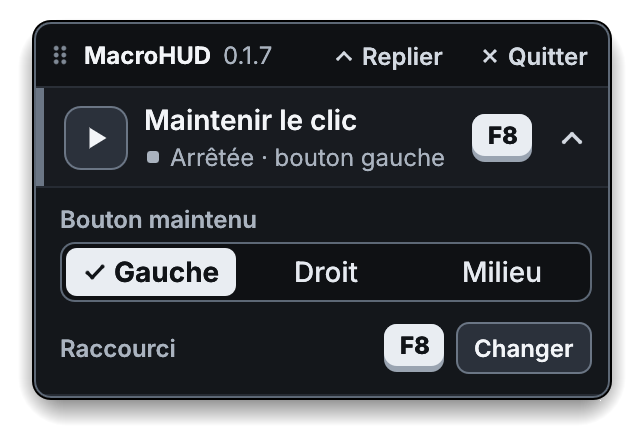 MacroHUD 0.1.7 Replier Quitter
Maintenir le clic F8
Arrêtée · bouton gauche
Bouton maintenu
Gauche Droit Milieu
Raccourci F8 Changer